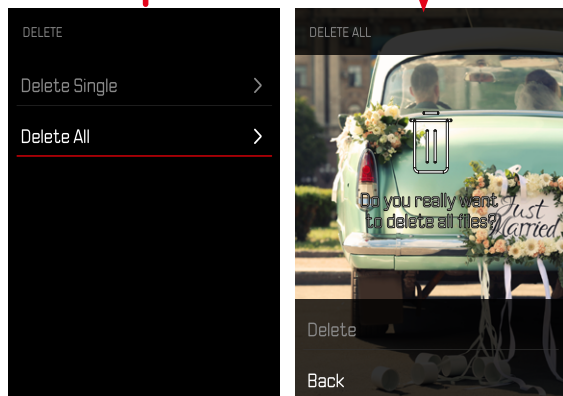 DELETE
Delete Single
Delete All
DELETE ALL
Do you really want
to delete all files?
Just
Married
Delete
Back